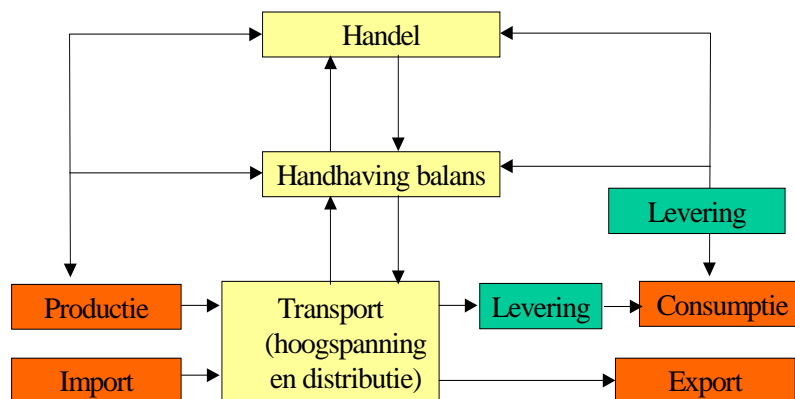 Handel
Handhaving balans
Levering
Productie
Transport
(hoogspanning
en distributie)
Levering
Consumptie
Import
Export